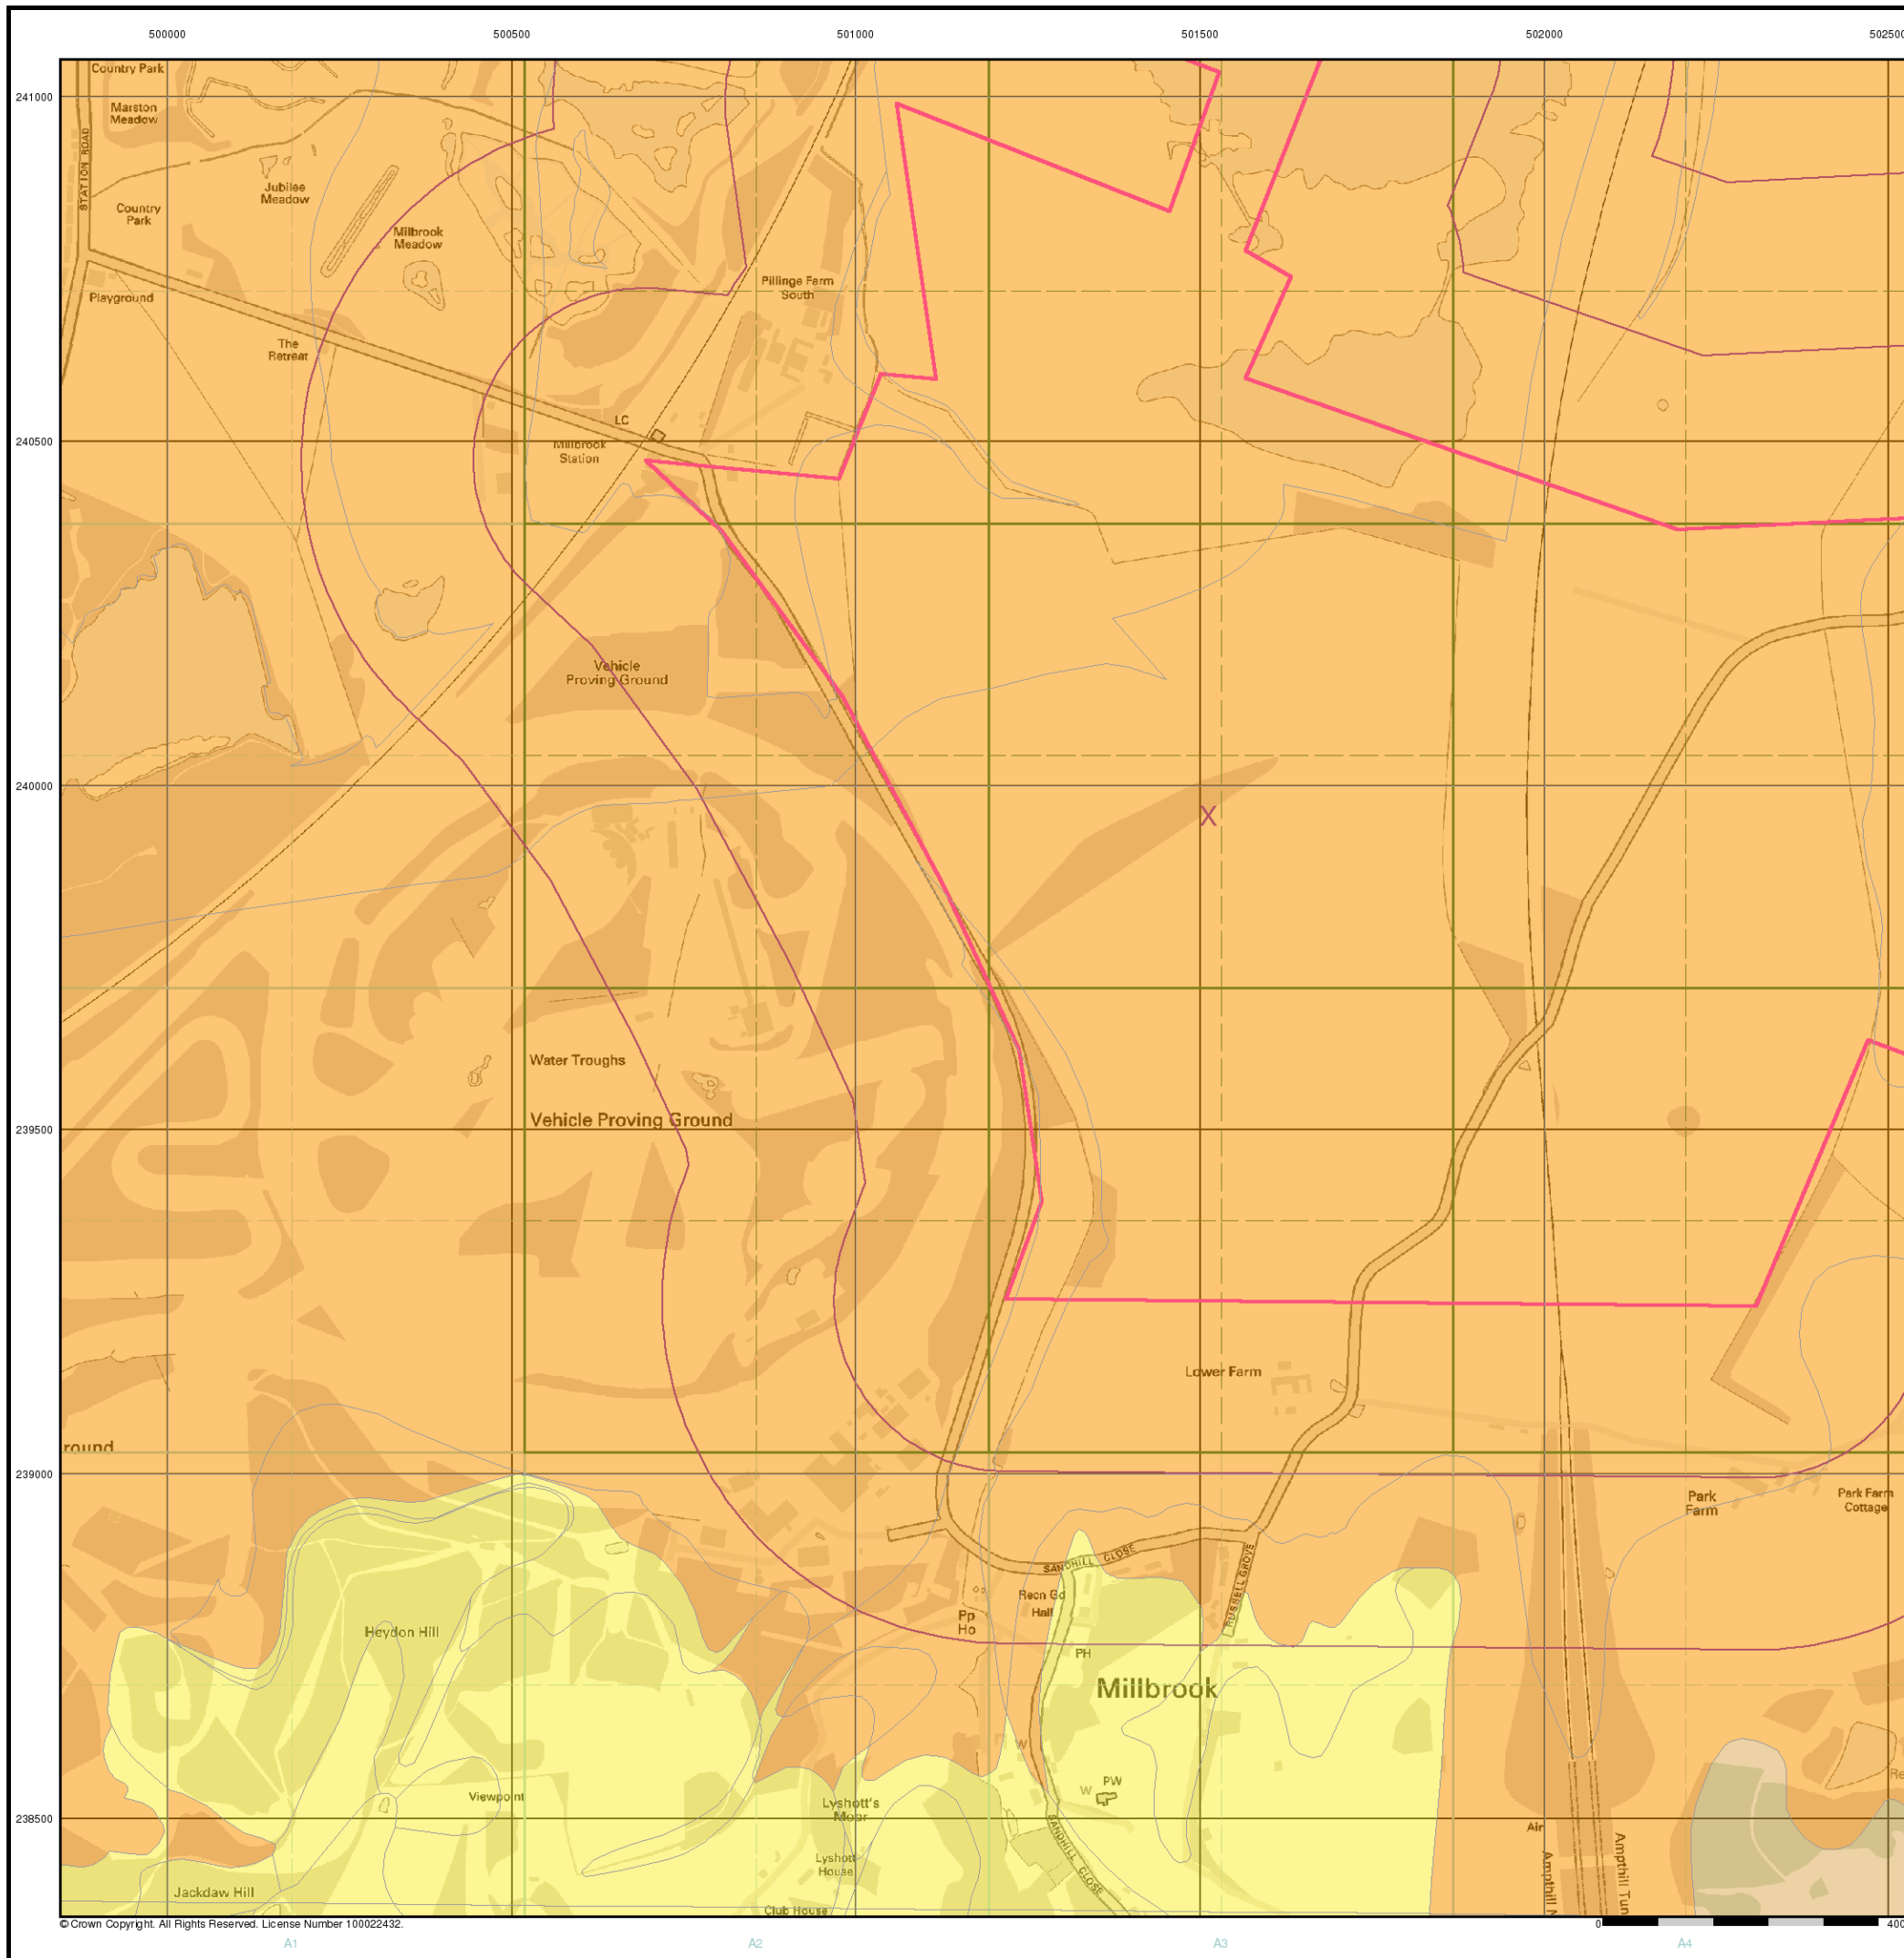 500000 500500 501000 501500 502000 502500
241000
240500
240000
239500
239000
238500
Country Park
Marston
Meadow
STATION ROAD
Jubilee
Meadow
Country
Park
Milbrook
Meadow
Playground
The
Retreat
Pillinge Farm
South
LC
Millbrook
Station
Vehicle
Proving Ground
X
Water Troughs
Vehicle Proving Ground
Lower Farm
round
Park
Farm
Park Farm
Cottage
SANDHILL CLOSE
RUSSELL GROVE
Recn Gd
Hall
Pp
Ho
Heydon Hill
PH
Millbrook
W
W
PW
Viewpoint
Lyshott's
Moor
Lyshott
House
SANDHILL CLOSE
Air
Re
Ampthill
Ampthill Tun
Jackdaw Hill
Club House
© Crown Copyright. All Rights Reserved. License Number 100022432.
0 400
A1 A2 A3 A4